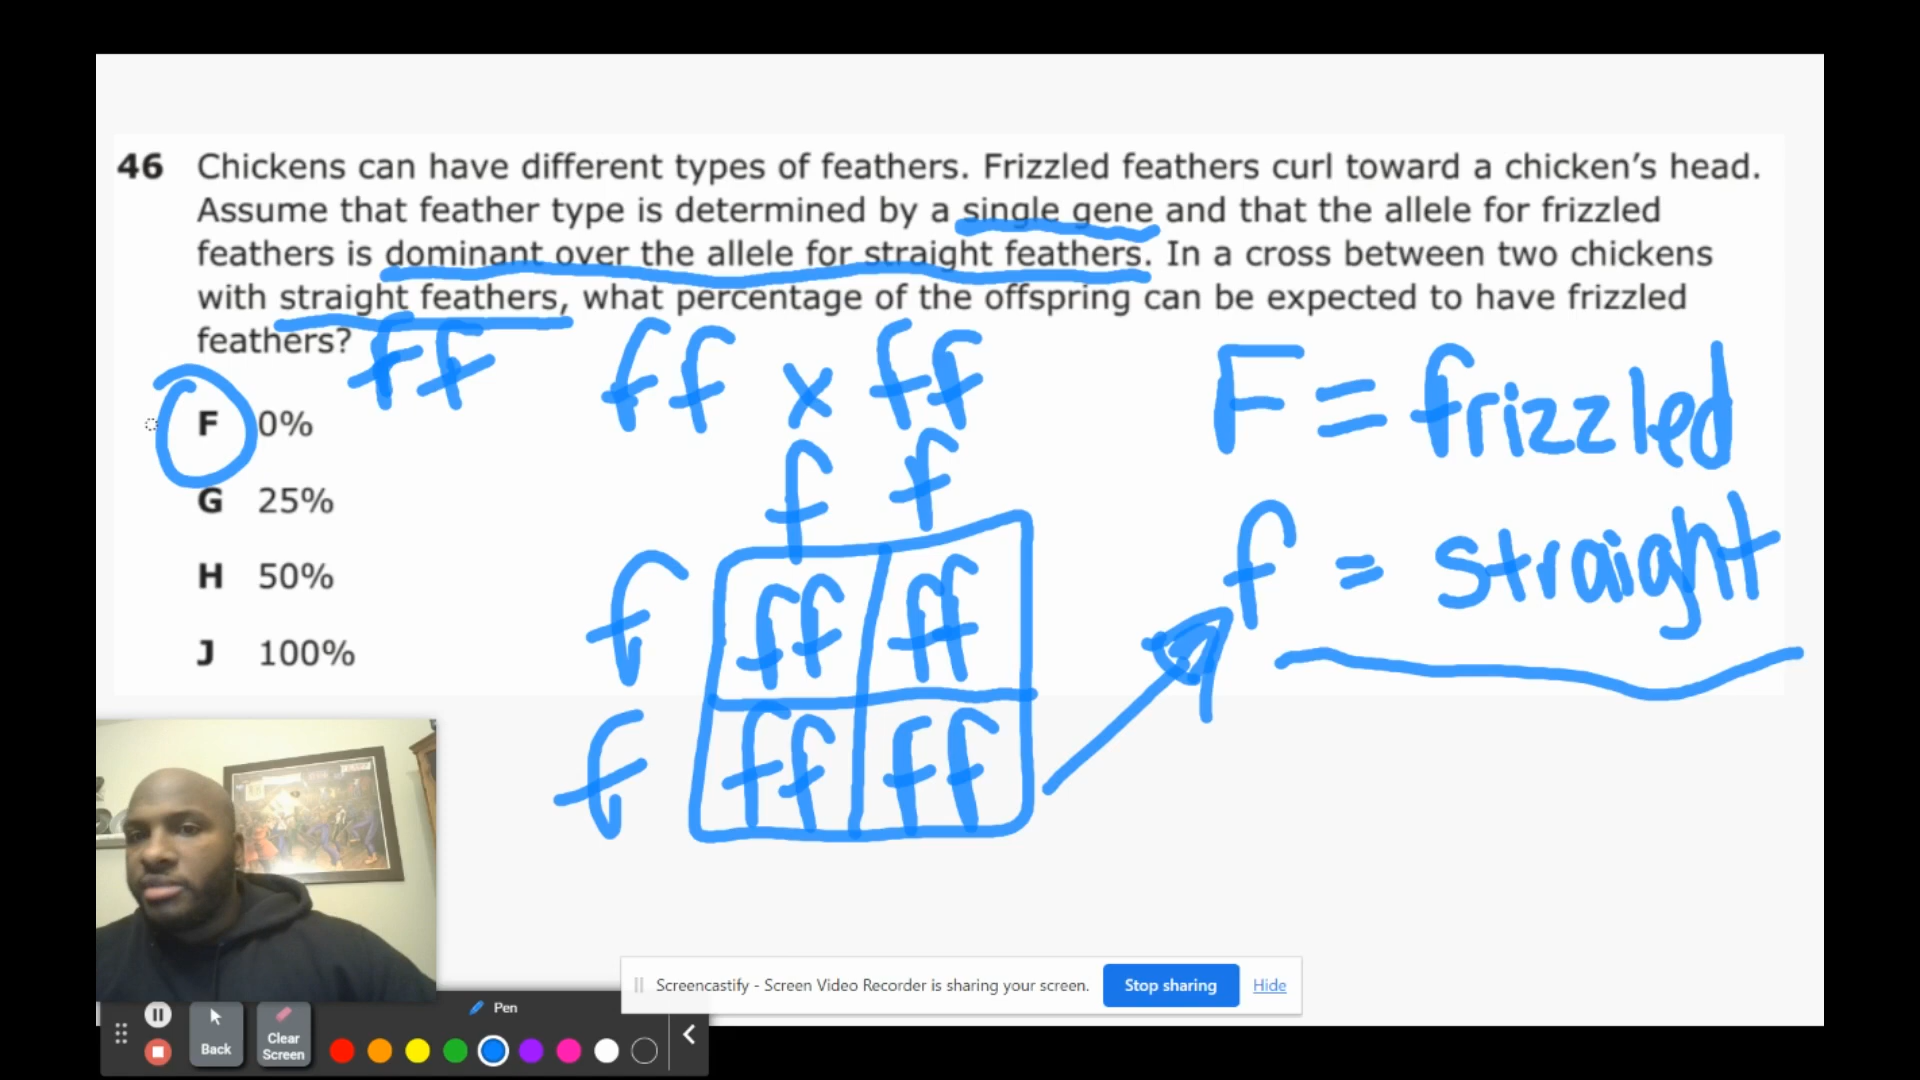 46 Chickens can have different types of feathers. Frizzled feathers curl toward a chicken's head.
Assume that feather type is determined by a single gene and that the allele for frizzled
feathers is dominant over the allele for straight feathers. In a cross between two chickens
with straight feathers, what percentage of the offspring can be expected to have frizzled
feathers?
ff ff x ff
F = frizzled
F 0%
f f
G 25%
f = straight
H 50%
f ff ff
J 100%
f ff ff
Screencastify - Screen Video Recorder is sharing your screen. Stop sharing Hide
Pen
Back
Clear
Screen